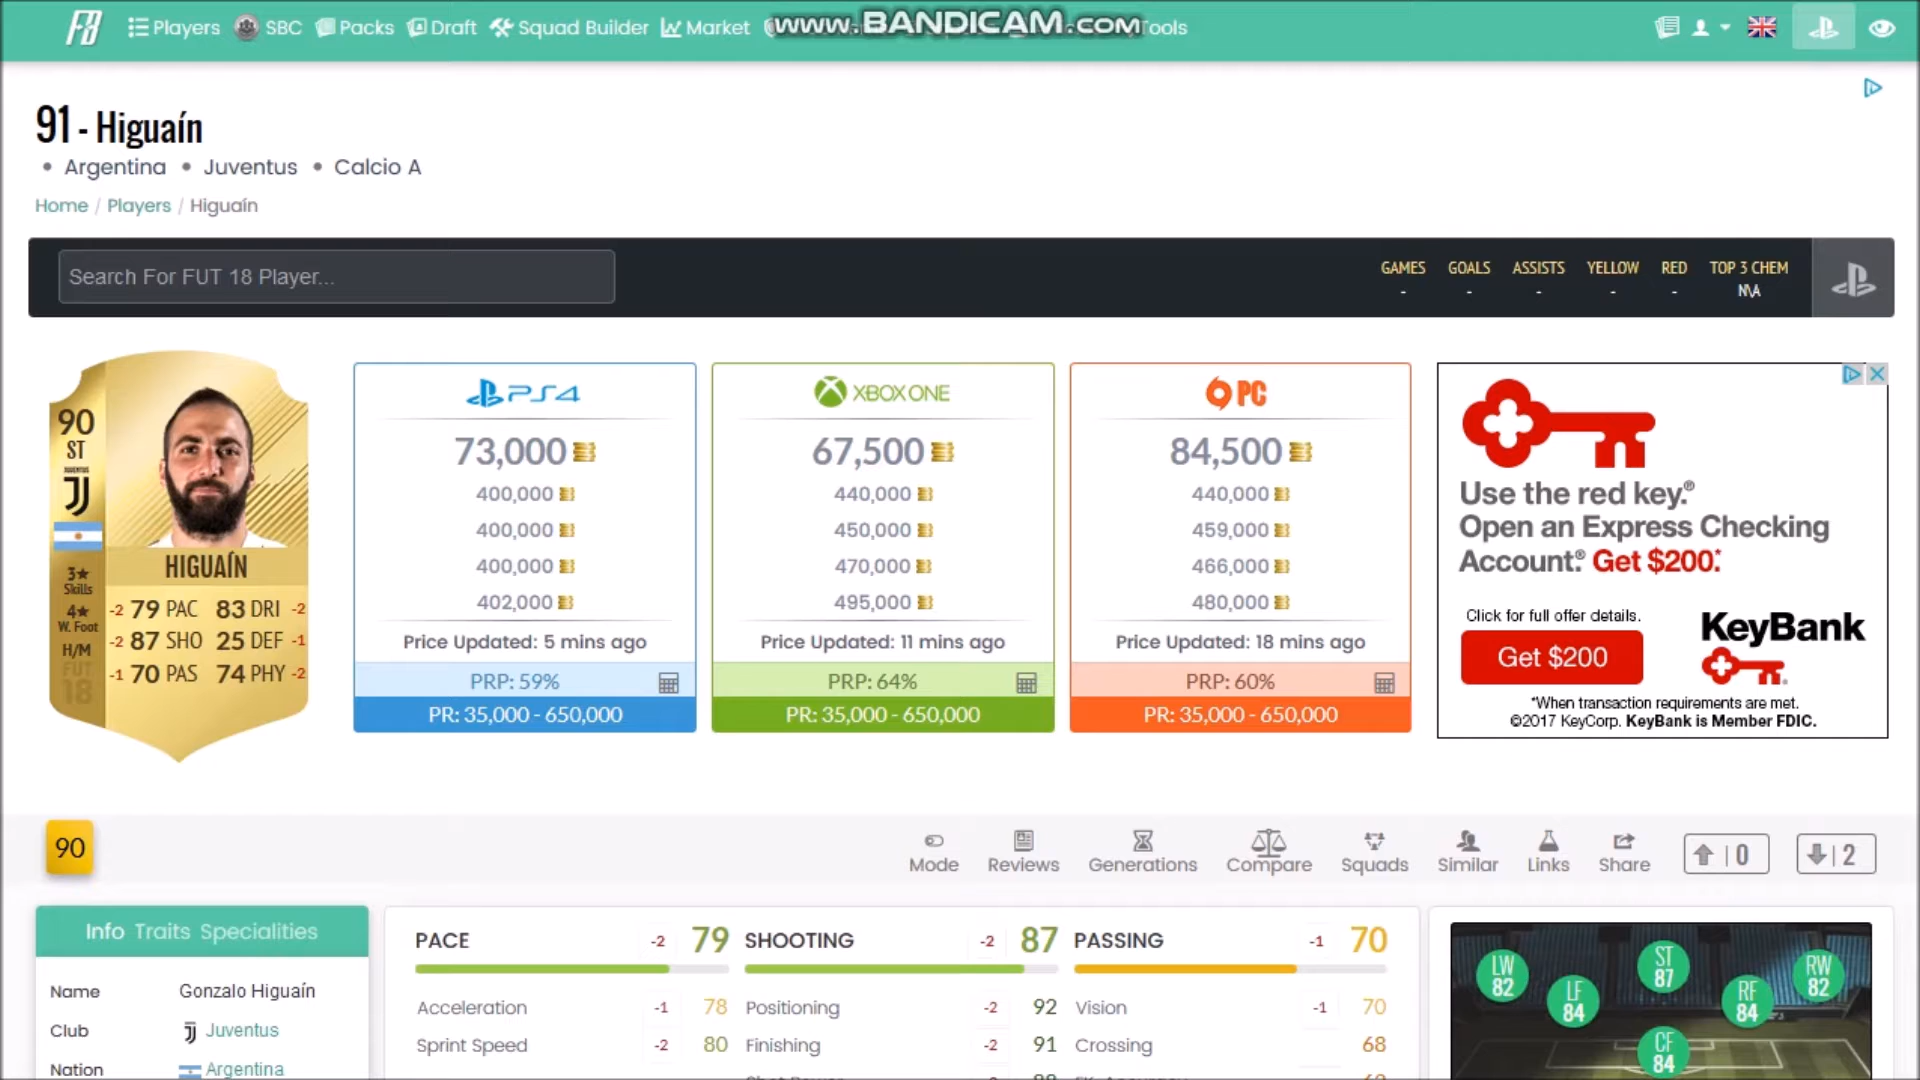 F8 Players SBC Packs Draft Squad Builder Market Tools
www.BANDICAM.com
91 - Higuaín
• Argentina • Juventus • Calcio A
Home / Players / Higuaín
Search For FUT 18 Player...
GAMES GOALS ASSISTS YELLOW RED TOP 3 CHEM
- - - - - N\A
90
ST
JUVENTUS
HIGUAÍN
3★
Skills
4★
W. Foot
H/M
FUT
18
-2 79 PAC 83 DRI -2
-2 87 SHO 25 DEF -1
-1 70 PAS 74 PHY -2
PS4
73,000
400,000
400,000
400,000
402,000
Price Updated: 5 mins ago
PRP: 59%
PR: 35,000 - 650,000
XBOX ONE
67,500
440,000
450,000
470,000
495,000
Price Updated: 11 mins ago
PRP: 64%
PR: 35,000 - 650,000
PC
84,500
440,000
459,000
466,000
480,000
Price Updated: 18 mins ago
PRP: 60%
PR: 35,000 - 650,000
Use the red key.®
Open an Express Checking
Account.® Get $200.*
Click for full offer details.
Get $200
KeyBank
*When transaction requirements are met.
©2017 KeyCorp. KeyBank is Member FDIC.
90
Mode Reviews Generations Compare Squads Similar Links Share | 0 | 2
Info Traits Specialities
Name Gonzalo Higuaín
Club Juventus
Nation Argentina
PACE -2 79
Acceleration -1 78
Sprint Speed -2 80
SHOOTING -2 87
Positioning -2 92
Finishing -2 91
PASSING -1 70
Vision -1 70
Crossing 68
LW
82
LF
84
ST
87
CF
84
RF
84
RW
82